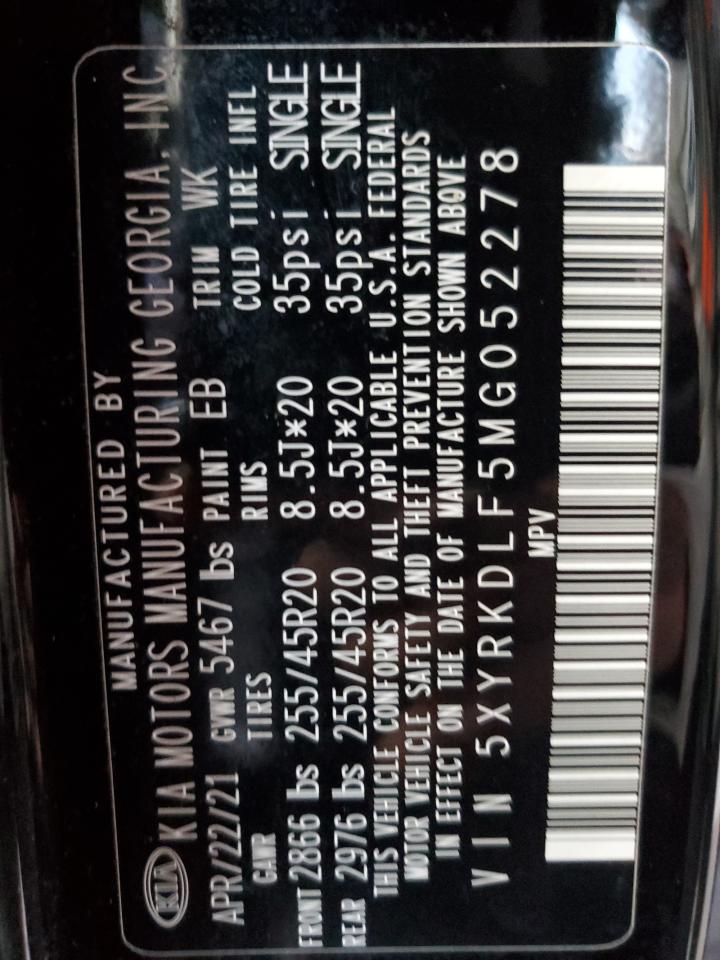 MANUFACTURED BY
KIA KIA MOTORS MANUFACTURING GEORGIA, INC
APR/22/21 GVWR 5467 lbs PAINT EB TRIM WK
GAWR TIRES RIMS COLD TIRE INFL
FRONT 2866 lbs 255/45R20 8.5J*20 35psi SINGLE
REAR 2976 lbs 255/45R20 8.5J*20 35psi SINGLE
THIS VEHICLE CONFORMS TO ALL APPLICABLE U.S.A. FEDERAL
MOTOR VEHICLE SAFETY AND THEFT PREVENTION STANDARDS
IN EFFECT ON THE DATE OF MANUFACTURE SHOWN ABOVE
VIN 5XYRKDLF5MG052278
MPV